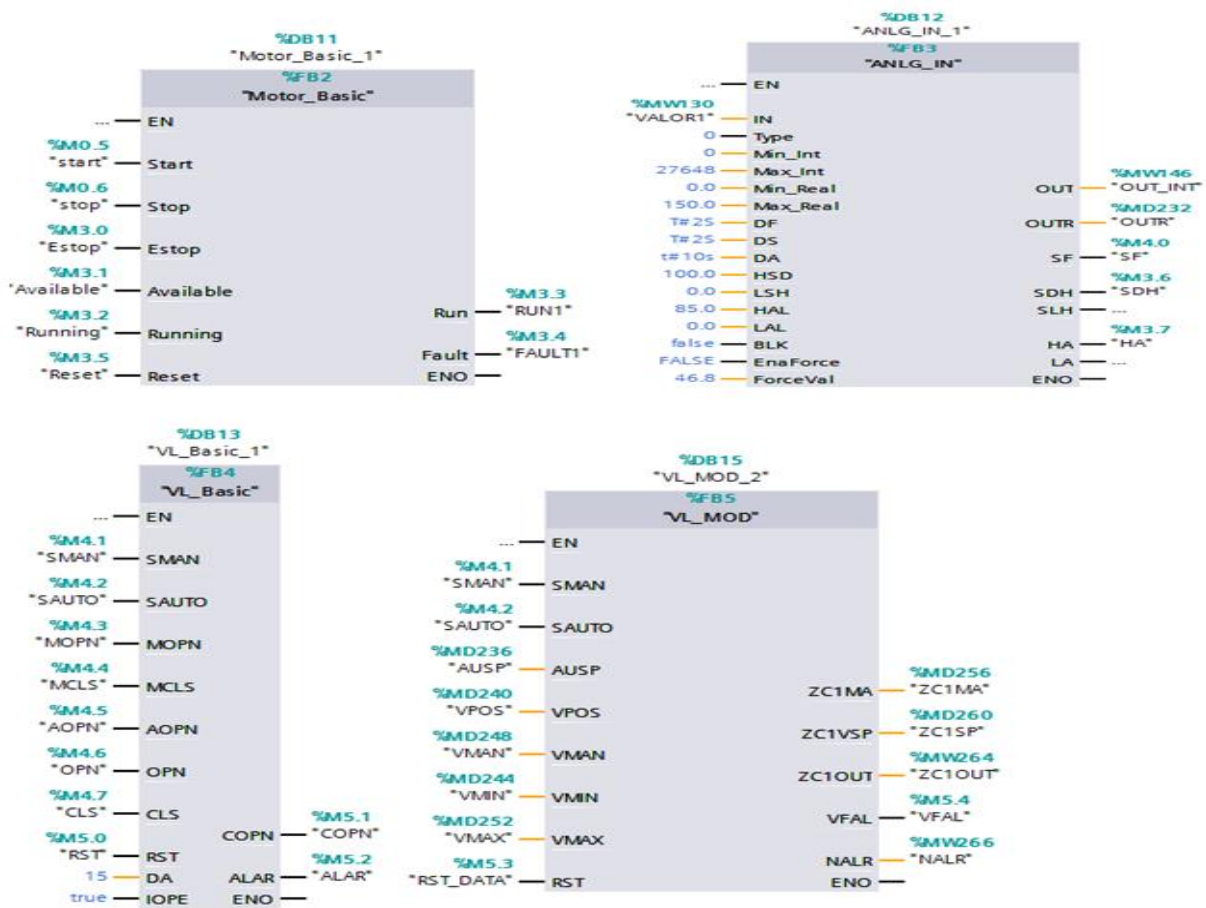 %DB11
"Motor_Basic_1"
%FB2
"Motor_Basic"
... EN
%M0.5
"start" Start
%M0.6
"stop" Stop
%M3.0
"Estop" Estop
%M3.1
'Available" Available
Run %M3.3
"RUN1"
%M3.2
"Running" Running
Fault %M3.4
"FAULT1"
%M3.5
"Reset" Reset
ENO
%DB12
"ANLG_IN_1"
%FB3
"ANLG_IN"
... EN
%MW130
"VALOR1" IN
0 Type
0 Min_Int
27648 Max_Int
0.0 Min_Real OUT %MW146
"OUT_INT"
150.0 Max_Real
T#2S DF OUTR %MD232
"OUTR"
T#2S DS
t#10s DA SF %M4.0
"SF"
100.0 HSD SDH %M3.6
"SDH"
0.0 LSH SLH ...
85.0 HAL
0.0 LAL
false BLK HA %M3.7
"HA"
FALSE EnaForce LA ...
46.8 ForceVal ENO
%DB13
"VL_Basic_1"
%FB4
"VL_Basic"
... EN
%M4.1
"SMAN" SMAN
%M4.2
"SAUTO" SAUTO
%M4.3
"MOPN" MOPN
%M4.4
"MCLS" MCLS
%M4.5
"AOPN" AOPN
%M4.6
"OPN" OPN
%M4.7
"CLS" CLS
COPN %M5.1
"COPN"
%M5.0
"RST" RST
15 DA ALAR %M5.2
"ALAR"
true IOPE ENO
%DB15
"VL_MOD_2"
%FB5
"VL_MOD"
... EN
%M4.1
"SMAN" SMAN
%M4.2
"SAUTO" SAUTO
%MD236
"AUSP" AUSP
ZC1MA %MD256
"ZC1MA"
%MD240
"VPOS" VPOS
ZC1VSP %MD260
"ZC1SP"
%MD248
"VMAN" VMAN
ZC1OUT %MW264
"ZC1OUT"
%MD244
"VMIN" VMIN
VFAL %M5.4
"VFAL"
%MD252
"VMAX" VMAX
NALR %MW266
"NALR"
%M5.3
"RST_DATA" RST
ENO